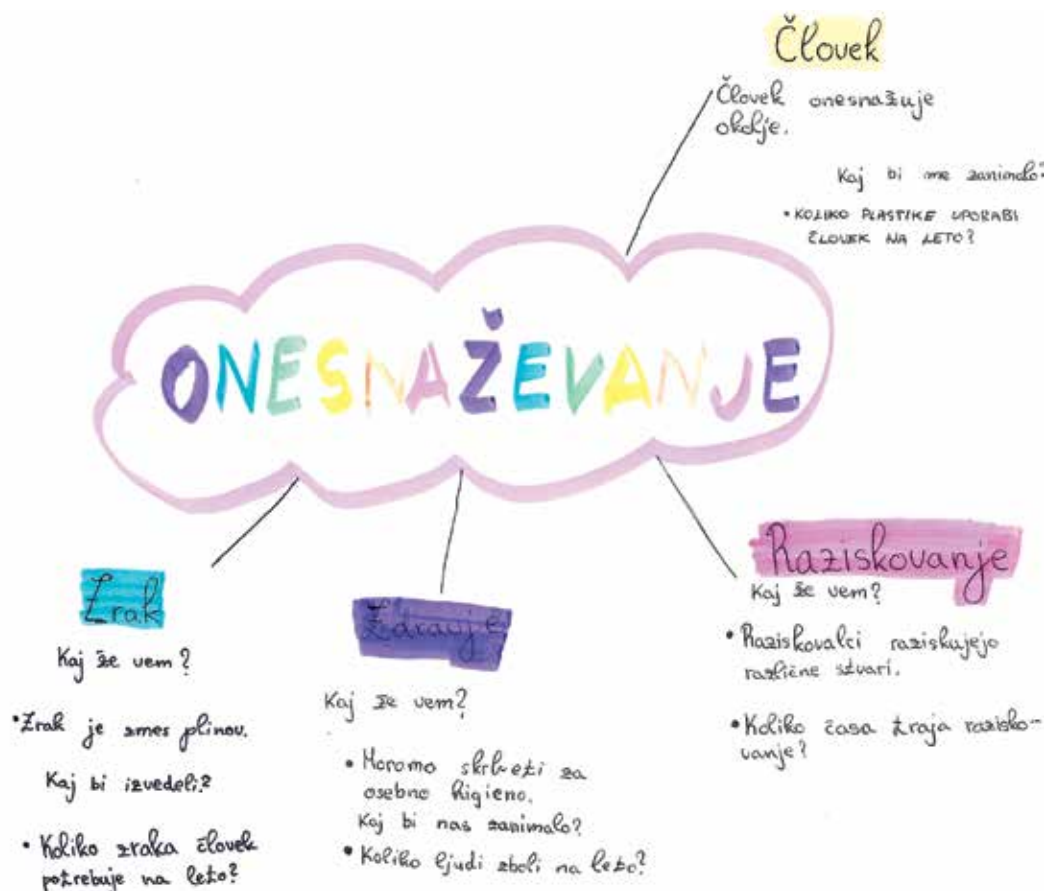 Človek
Človek onesnažuje
okolje.
Kaj bi me zanimalo?
• KOLIKO PLASTIKE UPORABI
ČLOVEK NA LETO?
ONESNAŽEVANJE
Zrak
Kaj že vem?
• Zrak je zmes plinov.
Kaj bi izvedeli?
• Koliko zraka človek
potrebuje na leto?
Zdravje
Kaj že vem?
• Moramo skrbeti za
osebno higieno.
Kaj bi nas zanimalo?
• Koliko ljudi zboli na leto?
Raziskovanje
Kaj že vem?
• Raziskovalci raziskujejo
različne stvari.
• Koliko časa traja razisko-
vanje?